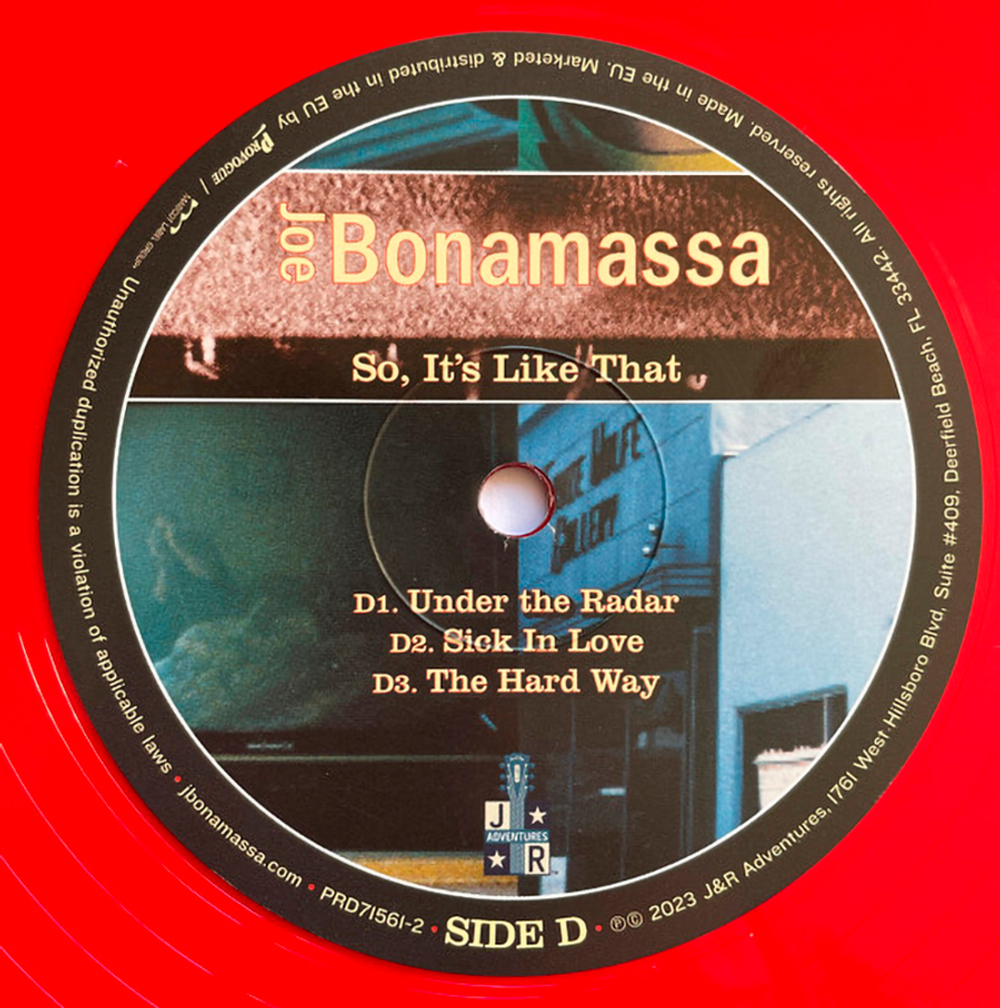 Joe
Bonamassa
So, It's Like That
D1. Under the Radar
D2. Sick In Love
D3. The Hard Way
J
ADVENTURES
R
SIDE D
℗© 2023 J&R Adventures, 1761 West Hillsboro Blvd, Suite #409, Deerfield Beach, FL 33442. All rights reserved. Made in the EU. Marketed & distributed in the EU by PROVOGUE | MASCOT LABEL GROUP. Unauthorized duplication is a violation of applicable laws • jbonamassa.com • PRD71561-2 •